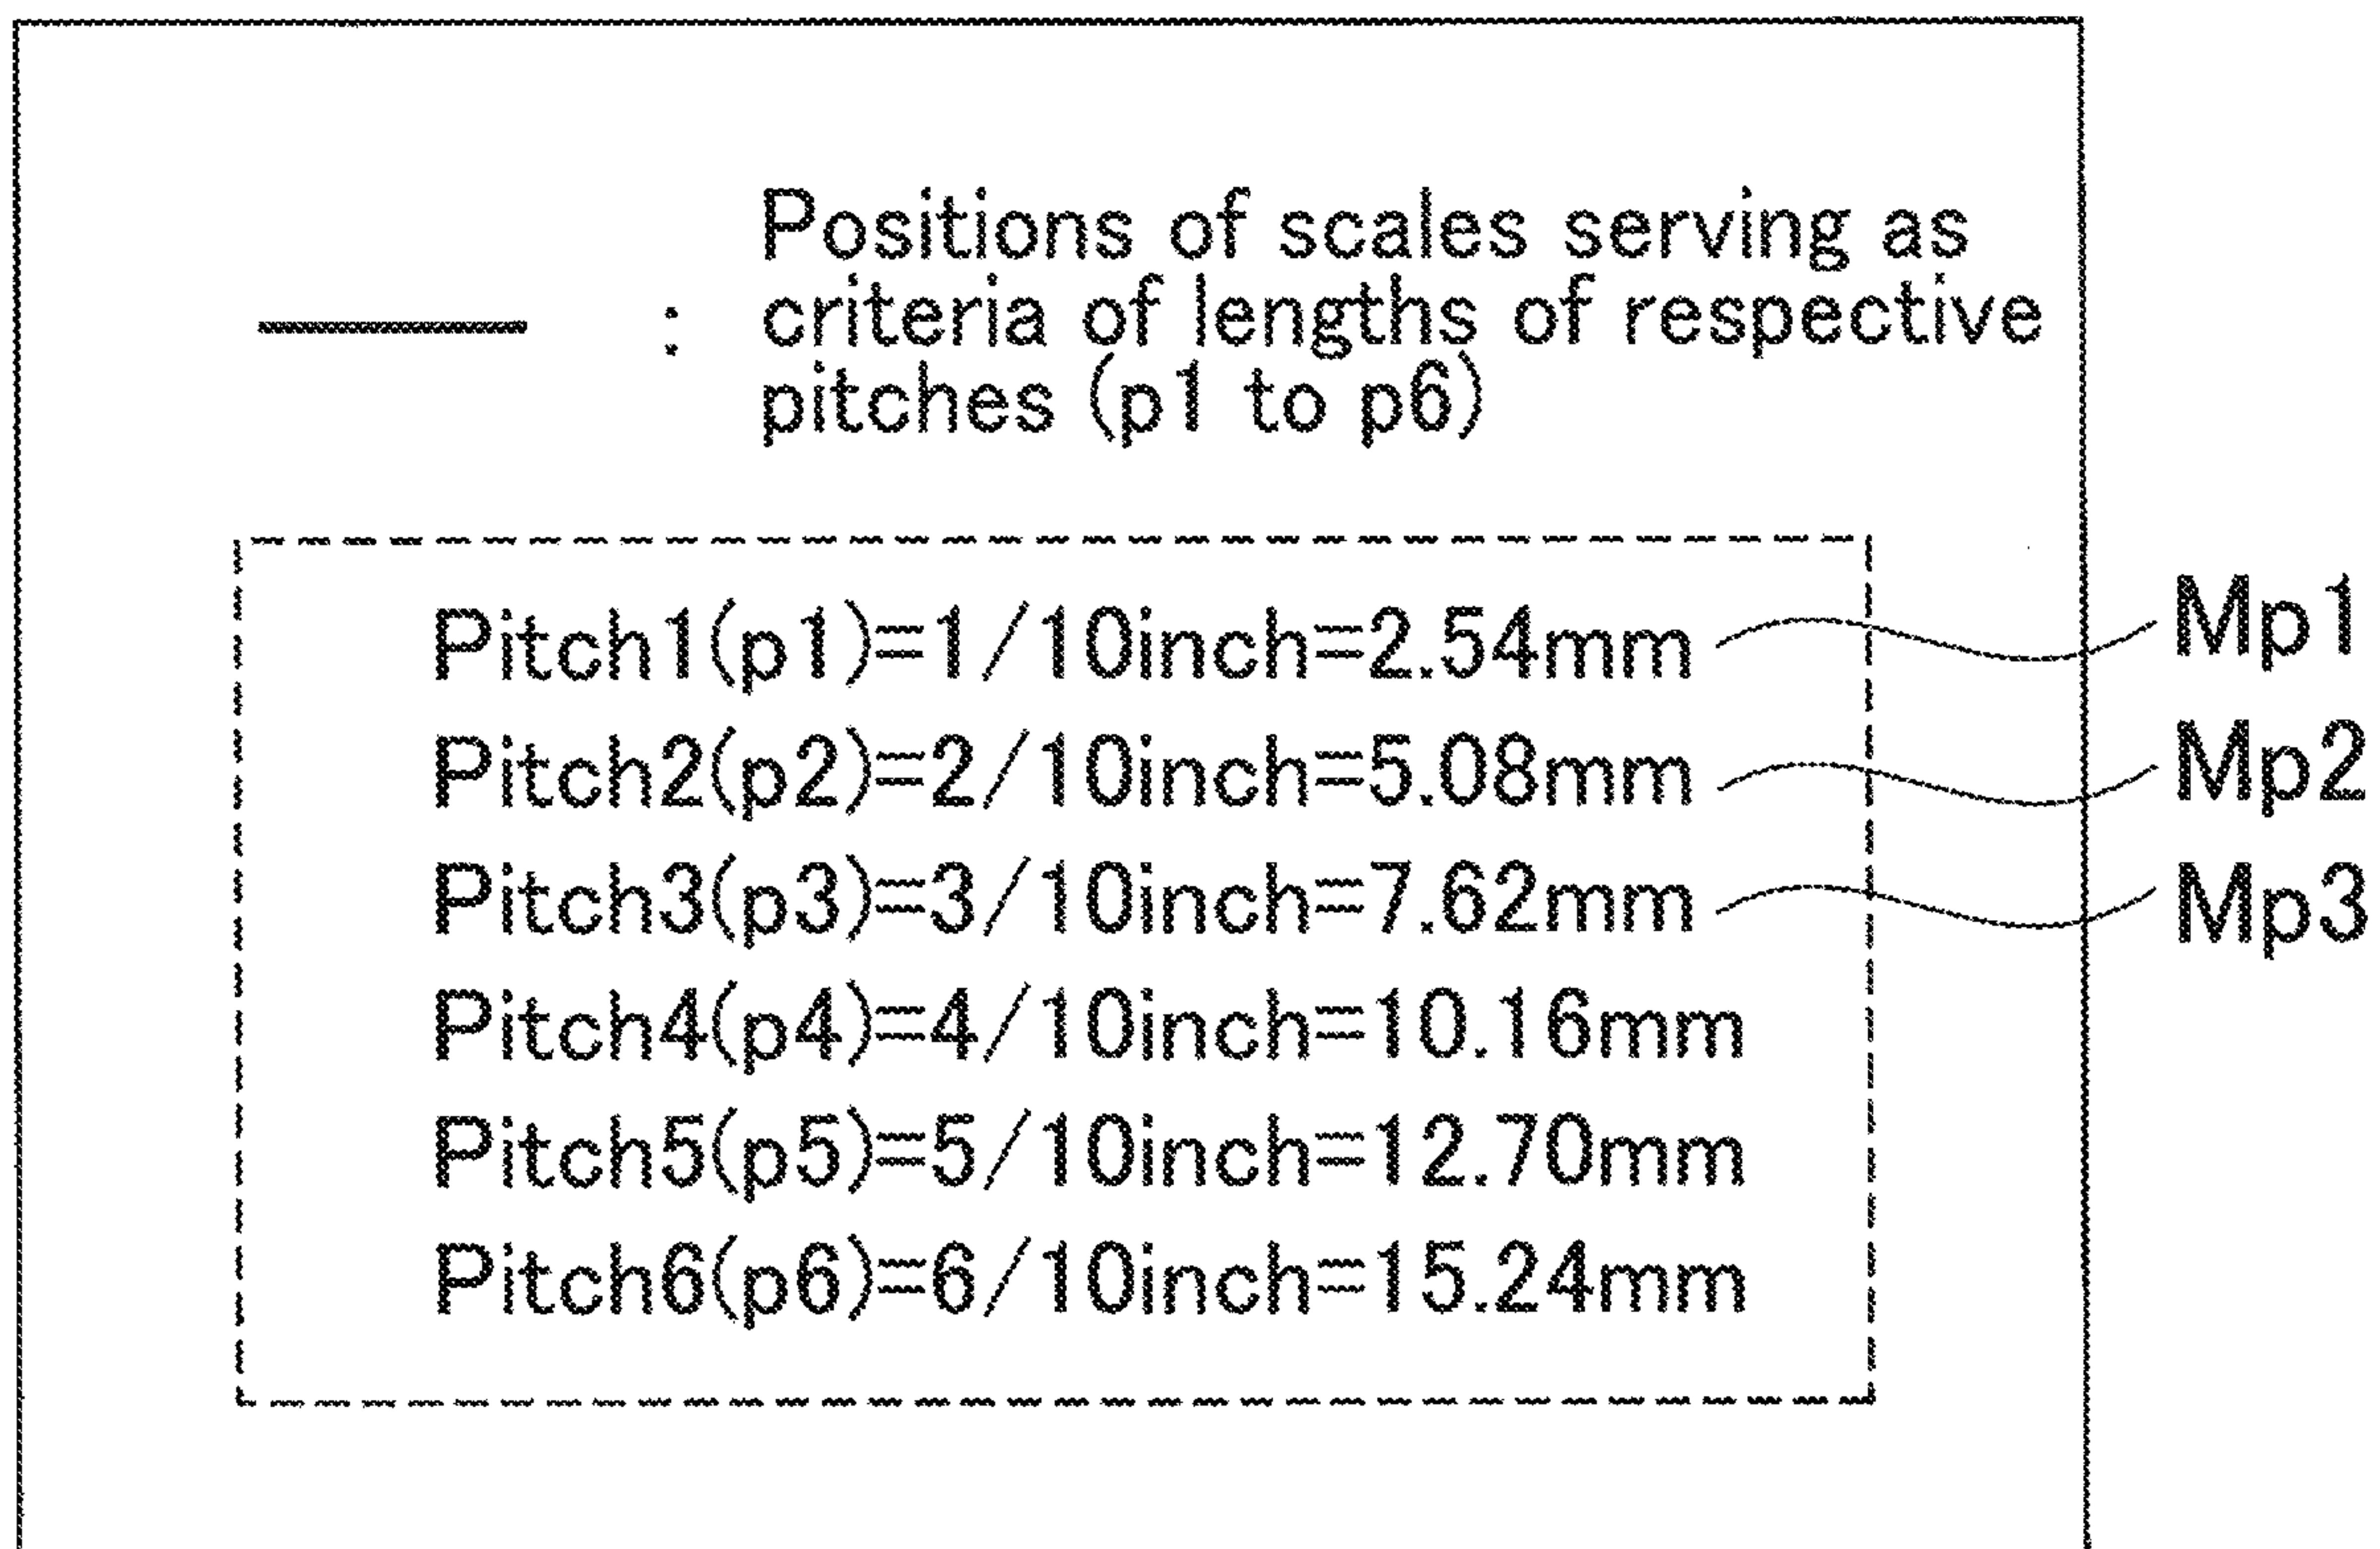 Positions of scales serving as
: criteria of lengths of respective
pitches (p1 to p6)
Pitch1(p1)=1/10inch=2.54mm Mp1
Pitch2(p2)=2/10inch=5.08mm Mp2
Pitch3(p3)=3/10inch=7.62mm Mp3
Pitch4(p4)=4/10inch=10.16mm
Pitch5(p5)=5/10inch=12.70mm
Pitch6(p6)=6/10inch=15.24mm